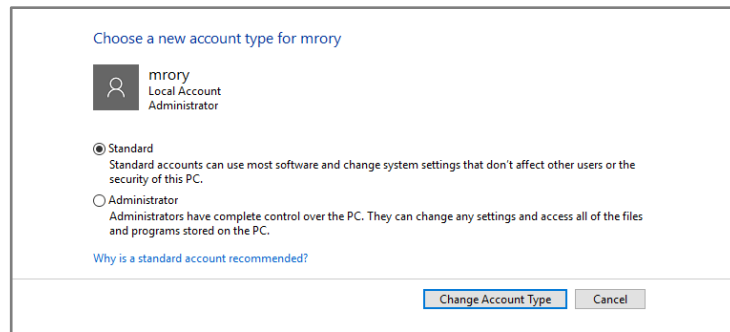 Choose a new account type for mrory
mrory
Local Account
Administrator
Standard
Standard accounts can use most software and change system settings that don't affect other users or the
security of this PC.
Administrator
Administrators have complete control over the PC. They can change any settings and access all of the files
and programs stored on the PC.
Why is a standard account recommended?
Change Account Type Cancel